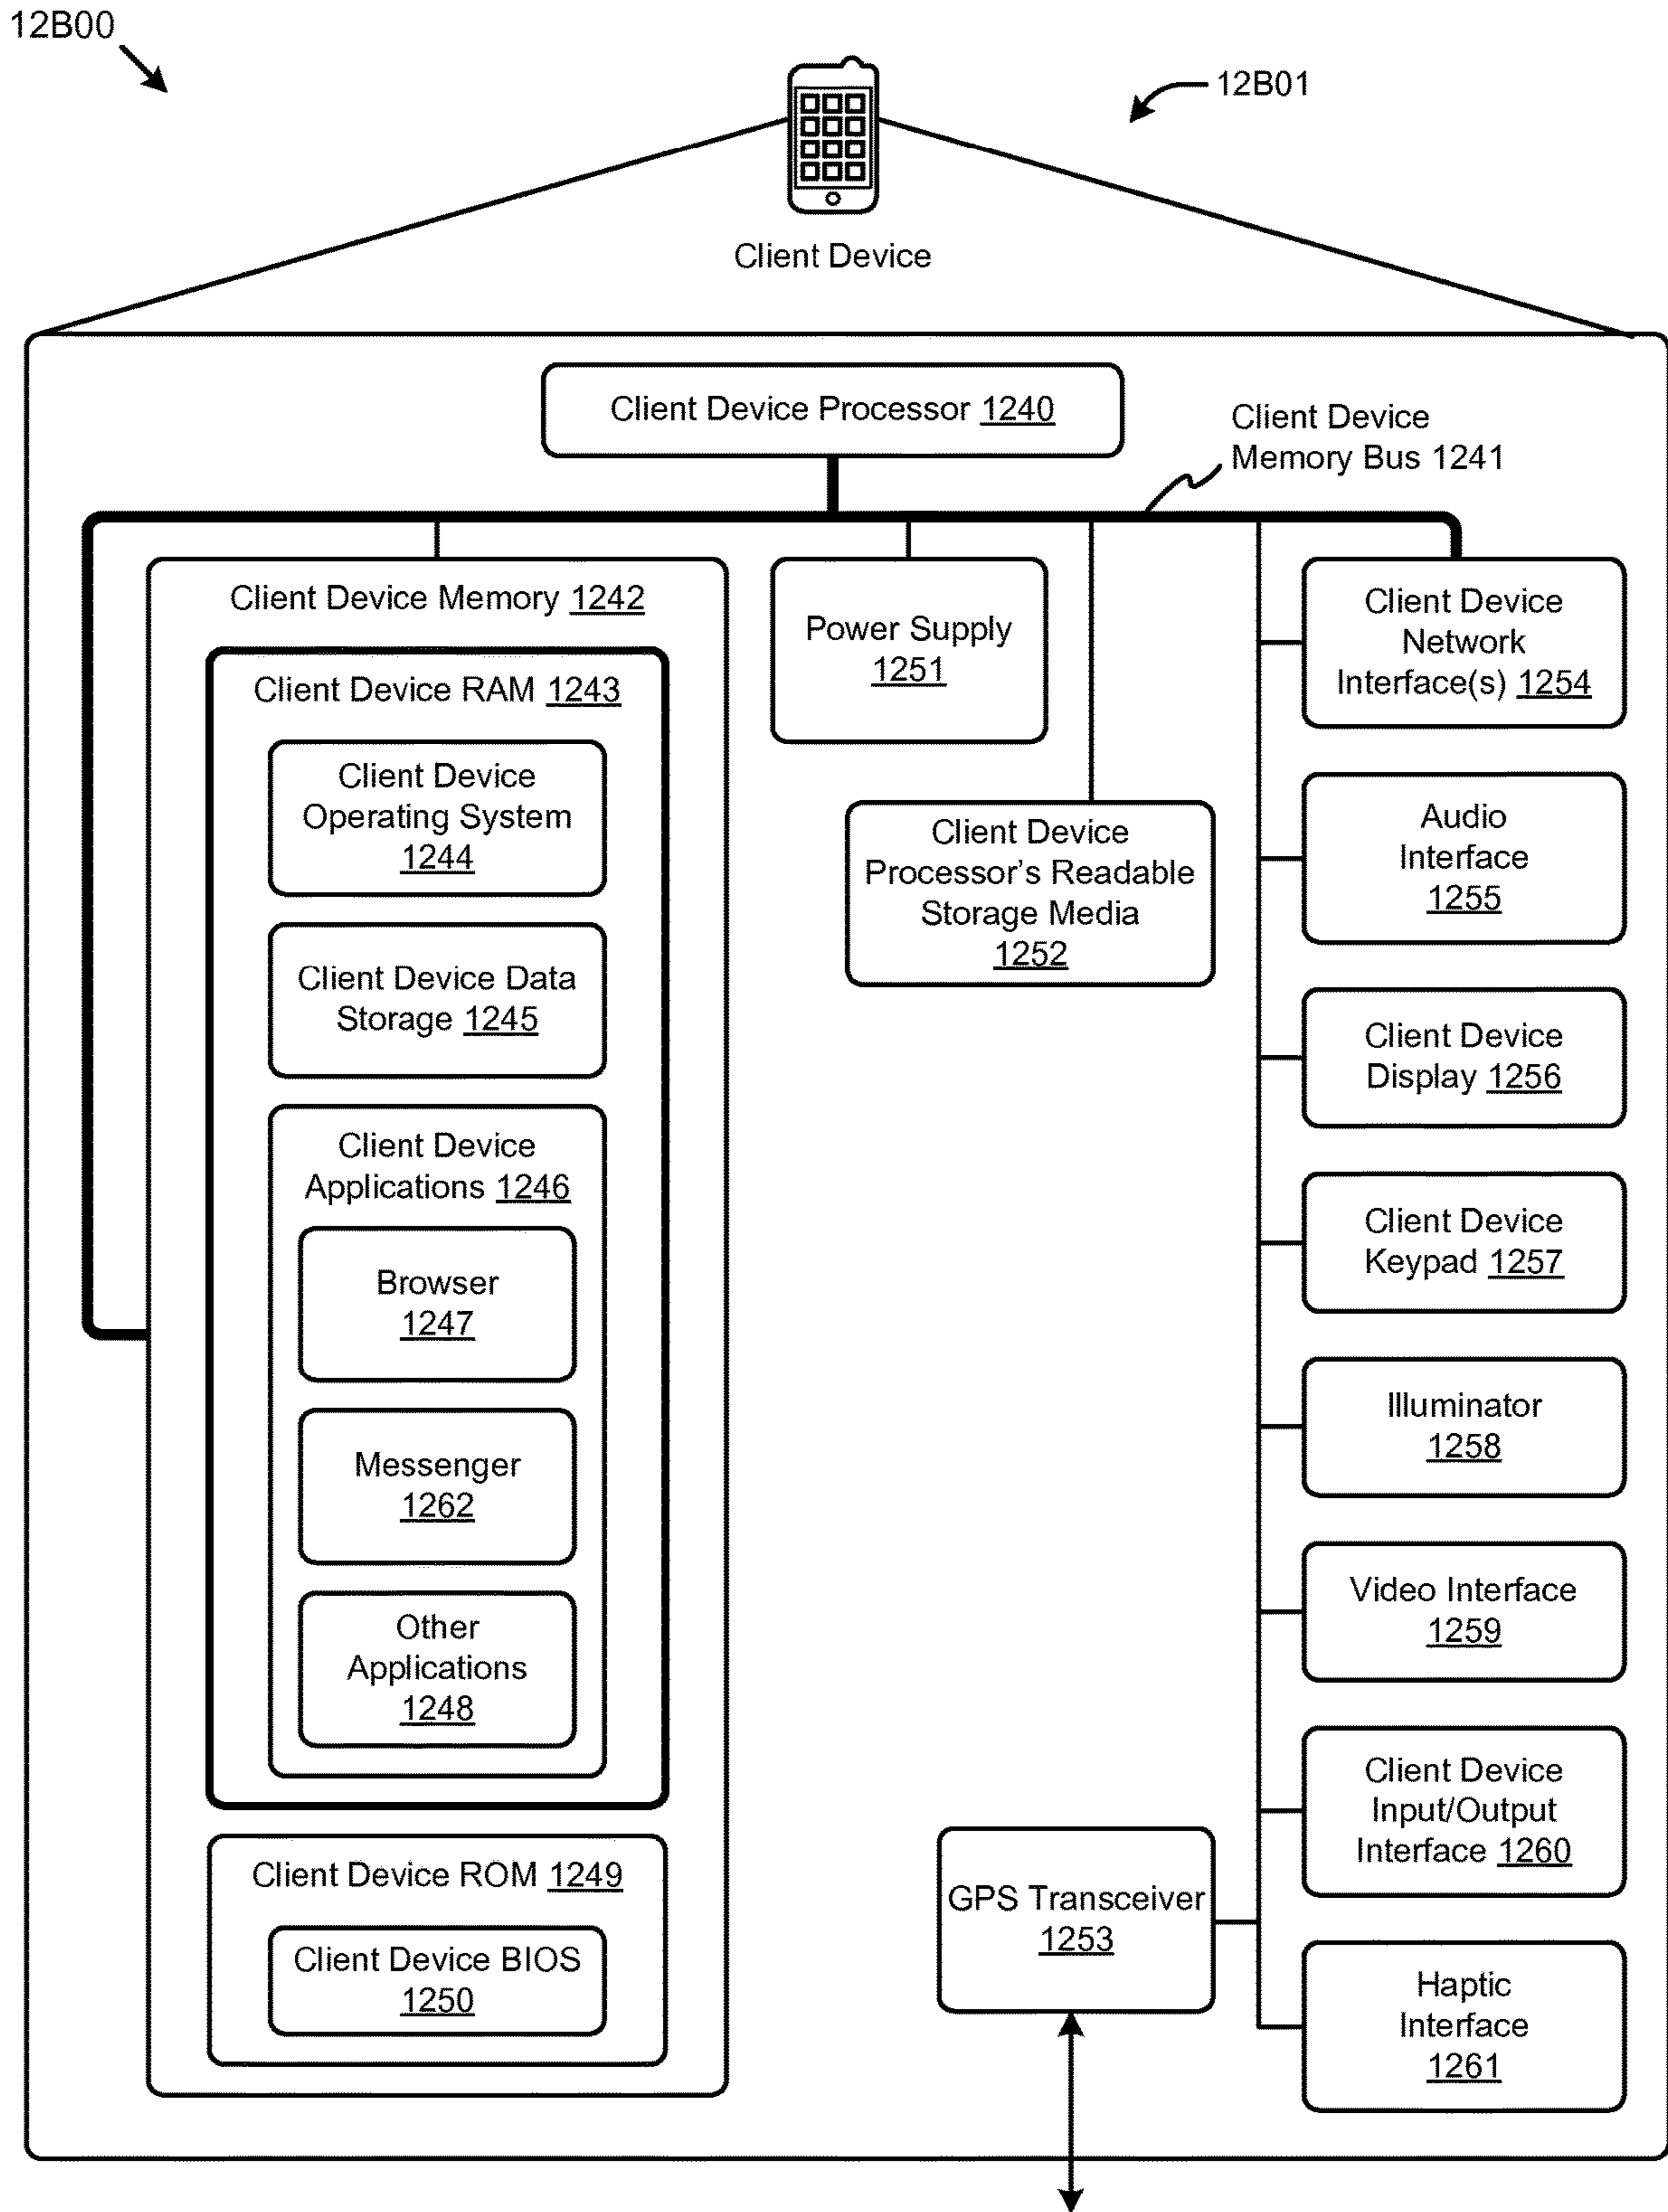 12B00
12B01
Client Device
Client Device Processor 1240
Client Device
Memory Bus 1241
Client Device Memory 1242
Client Device RAM 1243
Client Device
Operating System
1244
Client Device Data
Storage 1245
Client Device
Applications 1246
Browser
1247
Messenger
1262
Other
Applications
1248
Client Device ROM 1249
Client Device BIOS
1250
Power Supply
1251
Client Device
Processor’s Readable
Storage Media
1252
GPS Transceiver
1253
Client Device
Network
Interface(s) 1254
Audio
Interface
1255
Client Device
Display 1256
Client Device
Keypad 1257
Illuminator
1258
Video Interface
1259
Client Device
Input/Output
Interface 1260
Haptic
Interface
1261